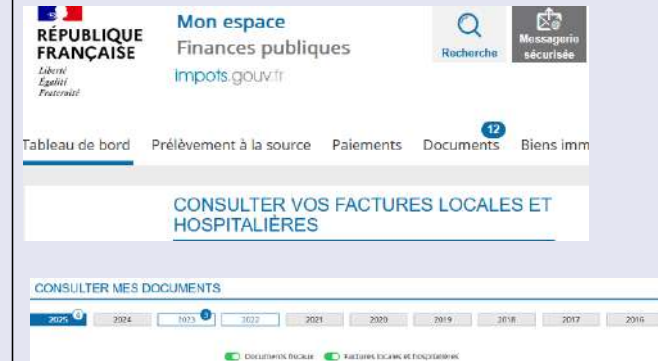 RÉPUBLIQUE
FRANÇAISE
Liberté
Égalité
Fraternité
Mon espace
Finances publiques
impots.gouv.fr
Recherche
Messagerie
sécurisée
12
Tableau de bord Prélèvement à la source Paiements Documents Biens imm
CONSULTER VOS FACTURES LOCALES ET
HOSPITALIÈRES
CONSULTER MES DOCUMENTS
2025 2024 2023 3 2022 2021 2020 2019 2018 2017 2016
Documents fiscaux Factures locales et hospitalières